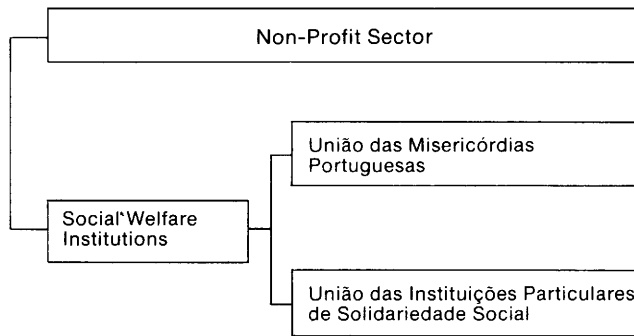 Non-Profit Sector
União das Misericórdias
Portuguesas
Social Welfare
Institutions
União das Instituições Particulares
de Solidariedade Social